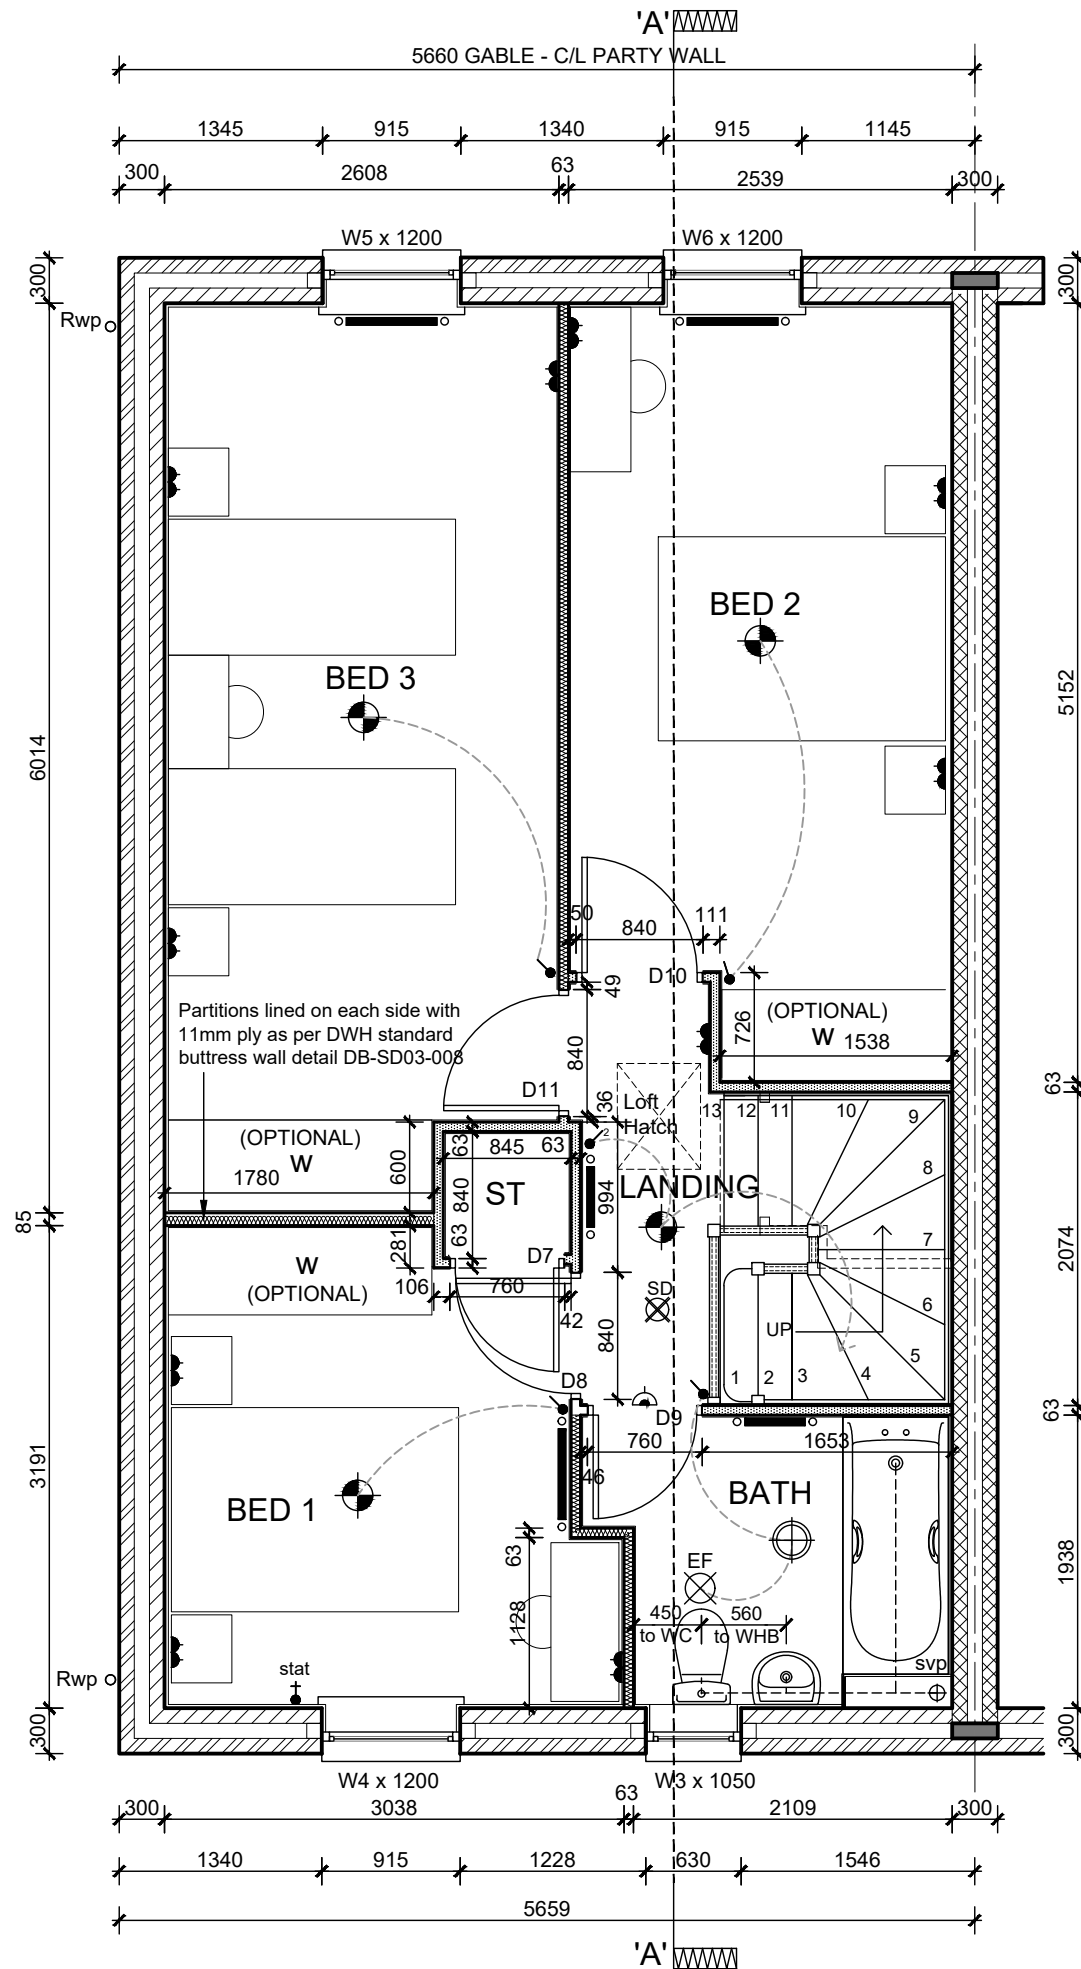 'A'
5660 GABLE - C/L PARTY WALL
1345
915
1340
915
1145
300
2608
63
2539
300
W5 x 1200
W6 x 1200
300
300
Rwp
BED 2
BED 3
6014
5152
50
840
111
D10
49
726
(OPTIONAL)
W
1538
Partitions lined on each side with
11mm ply as per DWH standard
buttress wall detail DB-SD03-008
840
D11
36
Loft
Hatch
63
13
12
11
10
9
8
7
6
5
4
3
2
1
UP
2
(OPTIONAL)
W
1780
600
63
845
63
840
ST
994
LANDING
63
85
281
W
(OPTIONAL)
106
760
D7
42
SD
840
2074
D8
D9
63
760
1653
46
BATH
3191
BED 1
63
1128
EF
450
to WC
560
to WHB
1938
svp
stat
Rwp
300
300
W4 x 1200
W3 x 1050
300
3038
63
2109
300
1340
915
1228
630
1546
5659
'A'